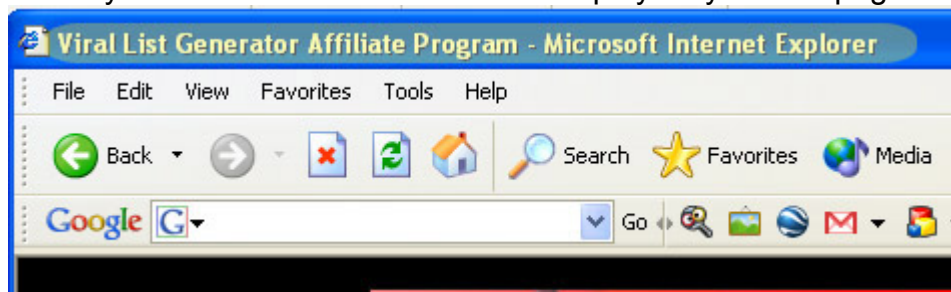 Viral List Generator Affiliate Program - Microsoft Internet Explorer
File Edit View Favorites Tools Help
Back Search Favorites Media
Google G Go